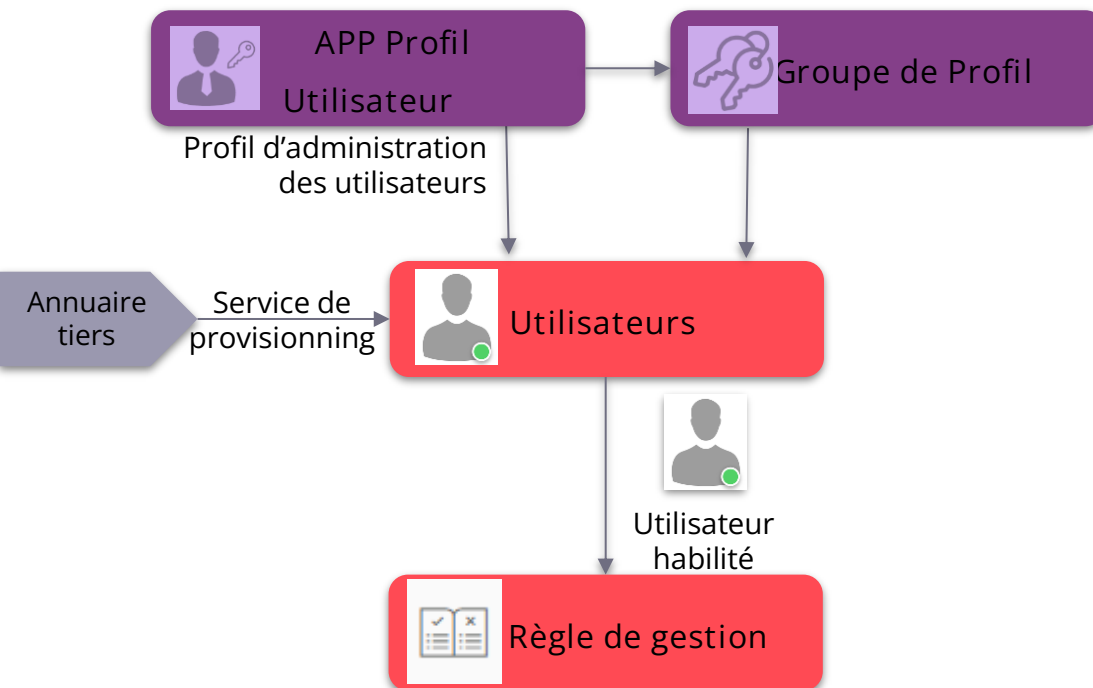 APP Profil
Utilisateur
Groupe de Profil
Profil d’administration
des utilisateurs
Annuaire
tiers
Service de
provisionning
Utilisateurs
Utilisateur
habilité
Règle de gestion